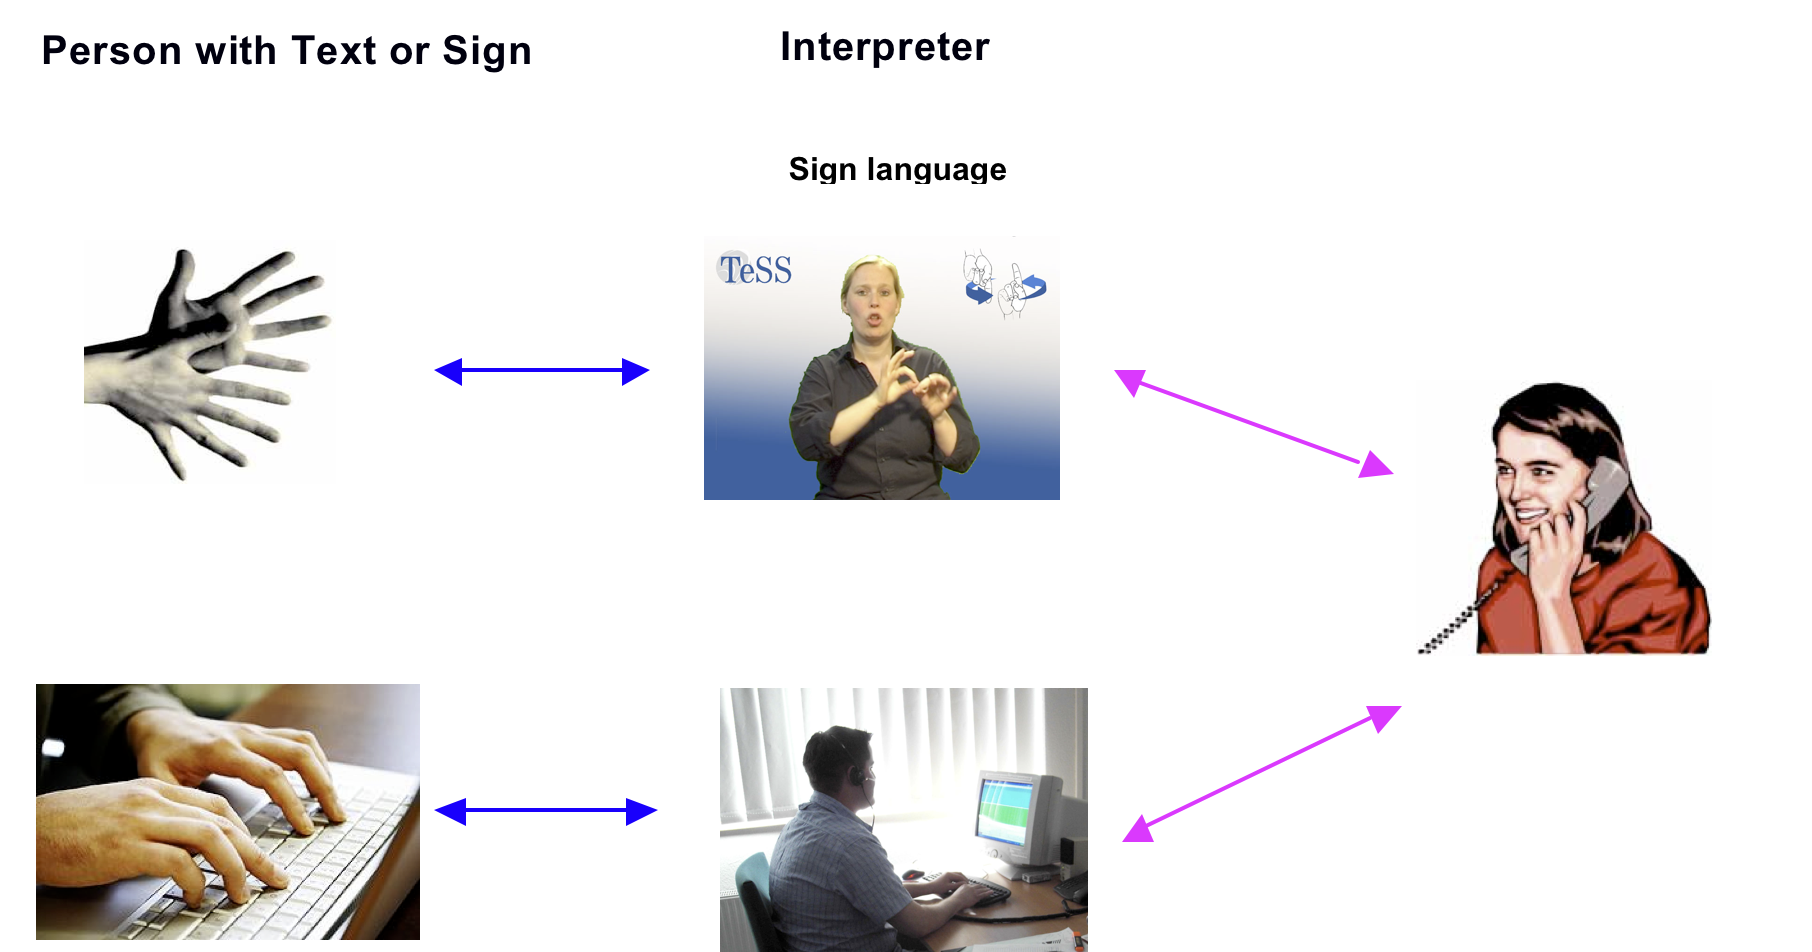 Person with Text or Sign
Interpreter
Sign language
TeSS